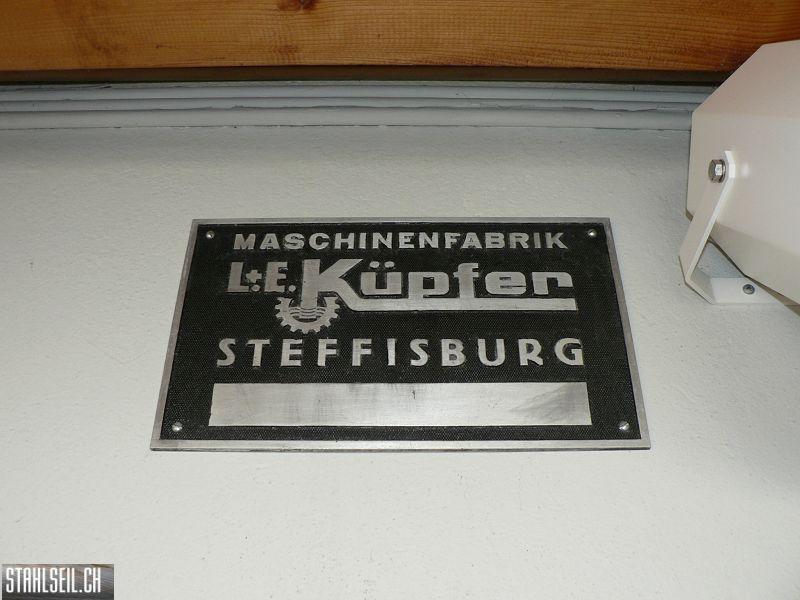 MASCHINENFABRIK
L+E. Küpfer
STEFFISBURG
STAHLSEIL.CH